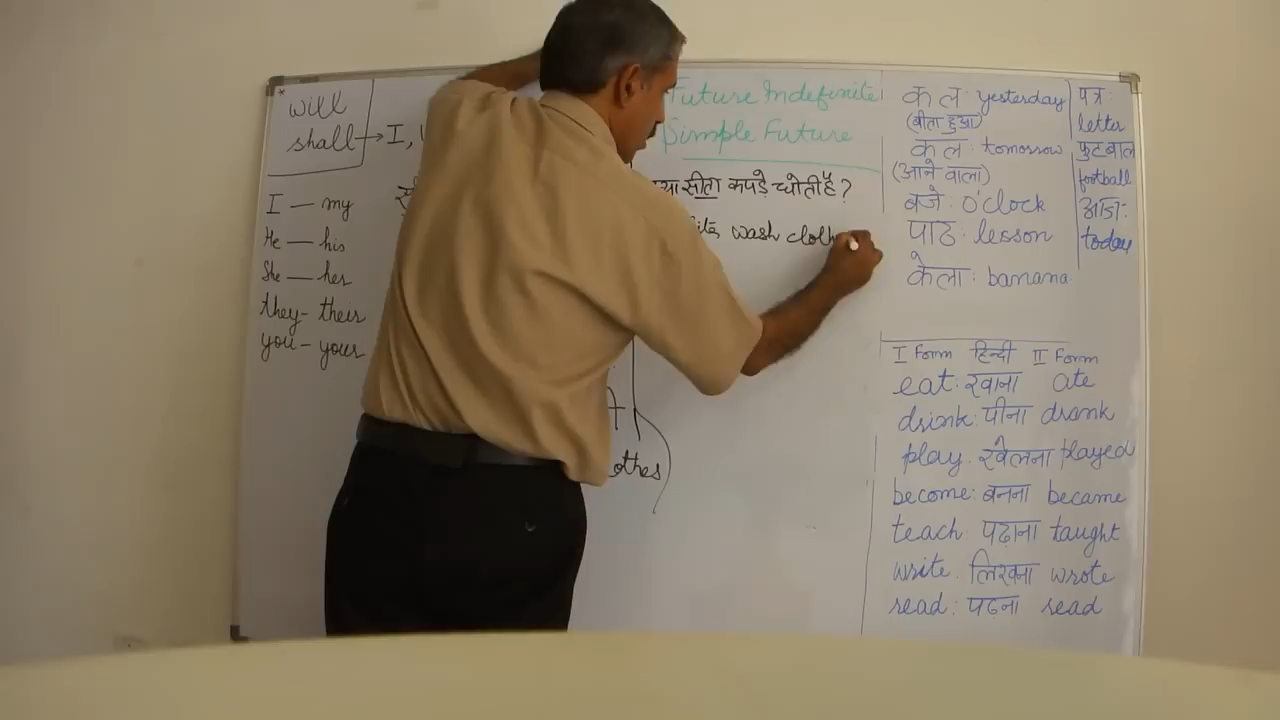 *
will
shall → I,
I — my
He — his
She — her
they - their
you - your
Future Indefinite
Simple Future
सीता कपड़े धोती है ?
wash cloth
othes
कल: yesterday
(बीता हुआ)
कल: tomorrow
(आने वाला)
बजे: o'clock
पाठ: lesson
केला: banana
पत्र:
letter
फुटबाल
football
आज:
today
I Form हिन्दी II Form
eat: खाना ate
drink: पीना drank
play. खेलना played
become: बनना became
teach: पढ़ाना taught
write. लिखना wrote
read: पढ़ना read